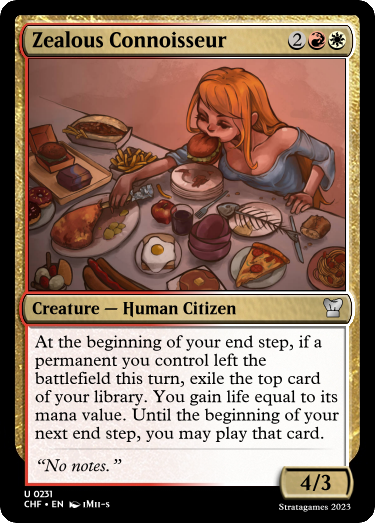 Zealous Connoisseur 2
Creature — Human Citizen
At the beginning of your end step, if a
permanent you control left the
battlefield this turn, exile the top card
of your library. You gain life equal to its
mana value. Until the beginning of your
next end step, you may play that card.
“No notes.”
4/3
U 0231
CHF • EN 1M11-s
Stratagames 2023